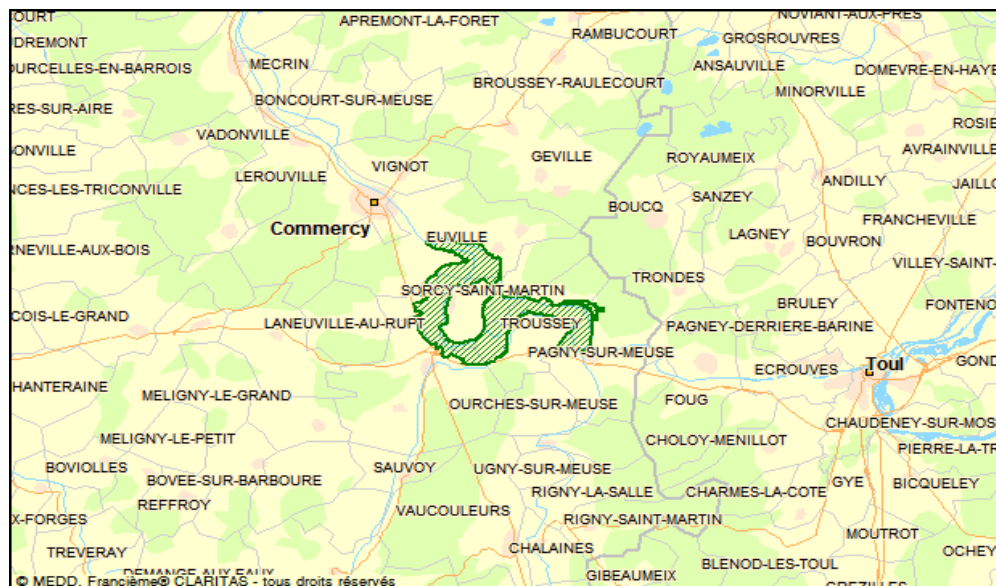 COURT
APREMONT-LA-FORET
NOVIANT-AUX-PRES
RAMBUCOURT
GROSROUVRES
DREMONT
MECRIN
ANSAUVILLE
OURCELLES-EN-BARROIS
DOMEVRE-EN-HAYE
BROUSSEY-RAULECOURT
MINORVILLE
BONCOURT-SUR-MEUSE
RES-SUR-AIRE
ROSIE
VADONVILLE
ONVILLE
AVRAINVILLE
GEVILLE
ROYAUMEIX
VIGNOT
LEROUVILLE
ANDILLY
JAILLO
NCES-LES-TRICONVILLE
SANZEY
BOUCQ
FRANCHEVILLE
Commercy
LAGNEY
EUVILLE
BOUVRON
RNEVILLE-AUX-BOIS
VILLEY-SAINT-
TRONDES
SORCY-SAINT-MARTIN
BRULEY
FONTENO
COIS-LE-GRAND
LANEUVILLE-AU-RUPT
TROUSSEY
PAGNEY-DERRIERE-BARINE
PAGNY-SUR-MEUSE
Toul
GOND
ECROUVES
HANTERAINE
MELIGNY-LE-GRAND
FOUG
OURCHES-SUR-MEUSE
CHAUDENEY-SUR-MOS
MELIGNY-LE-PETIT
CHOLOY-MENILLOT
PIERRE-LA-TR
BOVIOLLES
SAUVOY
UGNY-SUR-MEUSE
BOVEE-SUR-BARBOURE
GYE
BICQUELEY
RIGNY-LA-SALLE
CHARMES-LA-COTE
REFFROY
VAUCOULEURS
X-FORGES
RIGNY-SAINT-MARTIN
MOUTROT
CHALAINES
OCHEY
TREVERAY
BLENOD-LES-TOUL
DEMANGE-AUX-EAUX
GIBEAUMEIX
GREZILLES
© MEDD, Francième® CLARITAS - tous droits réservés